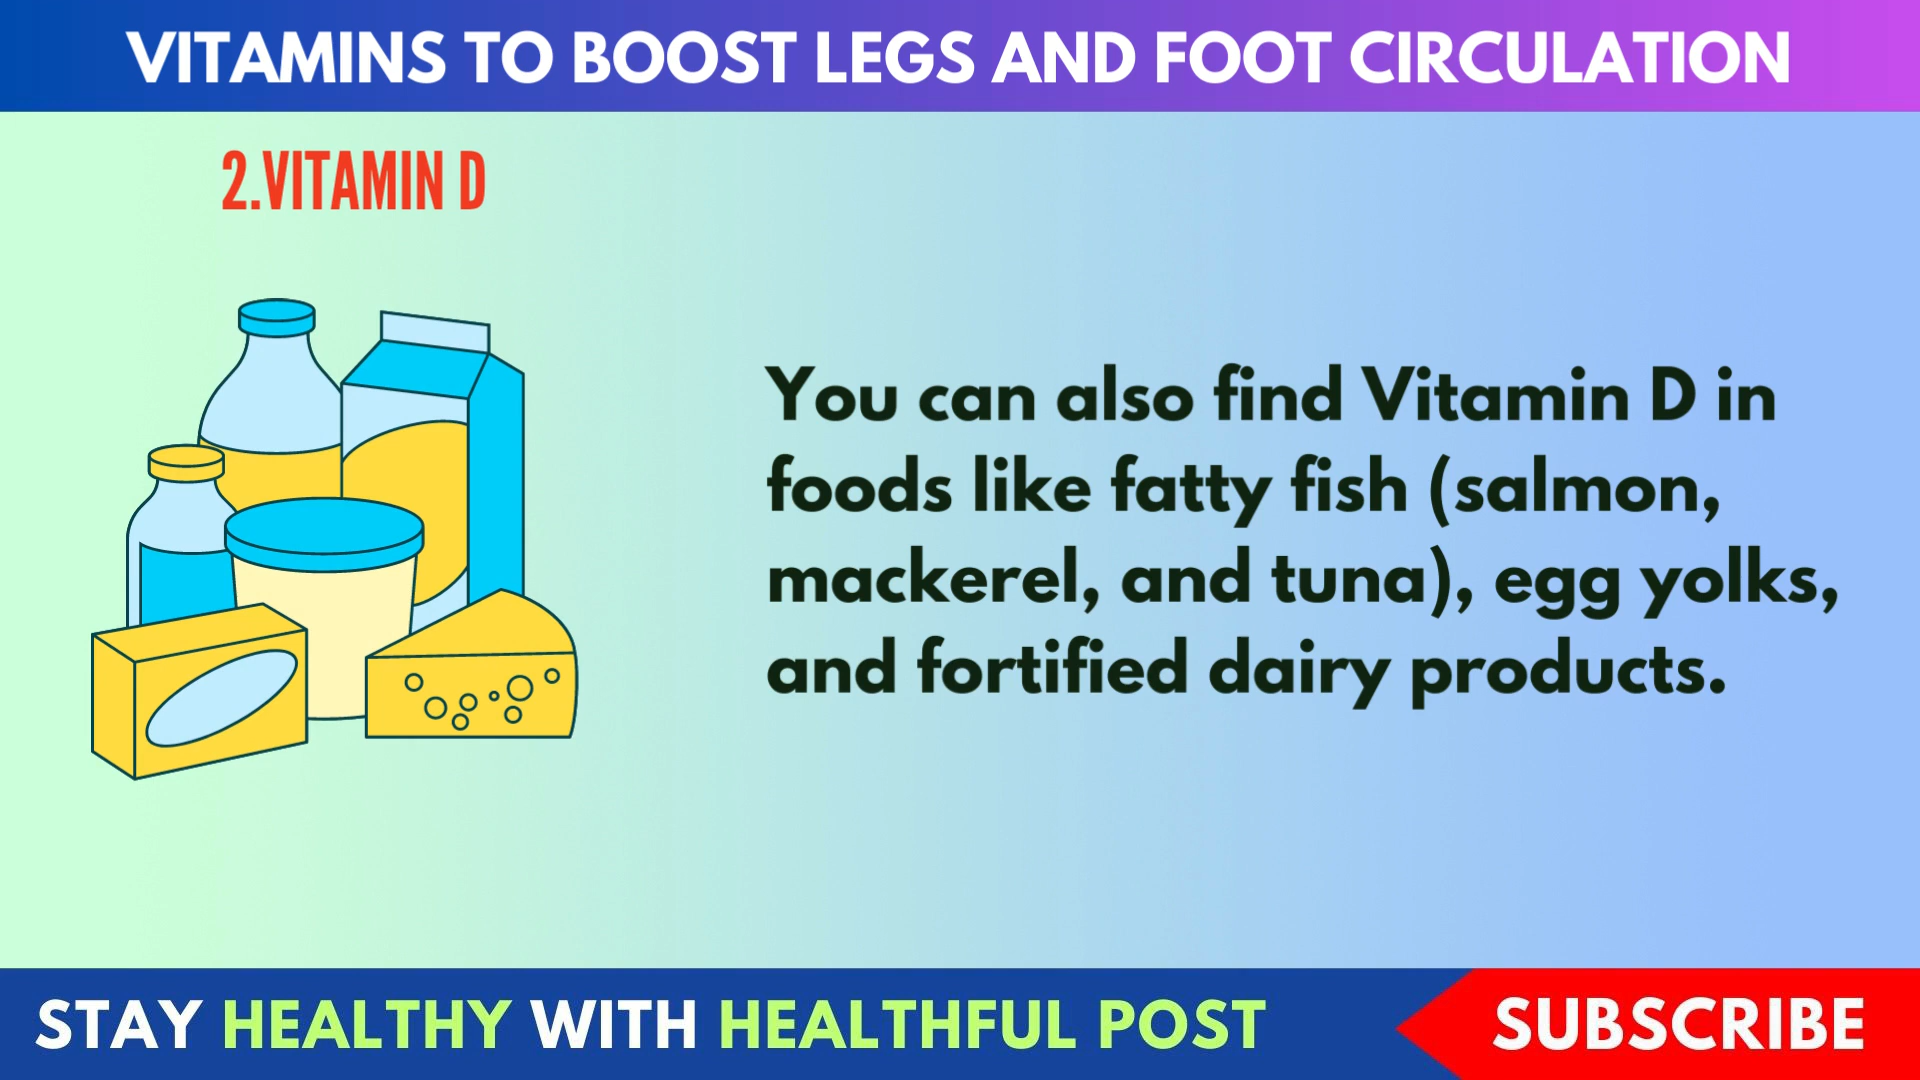 VITAMINS TO BOOST LEGS AND FOOT CIRCULATION
2.VITAMIN D
You can also find Vitamin D in
foods like fatty fish (salmon,
mackerel, and tuna), egg yolks,
and fortified dairy products.
STAY HEALTHY WITH HEALTHFUL POST
SUBSCRIBE